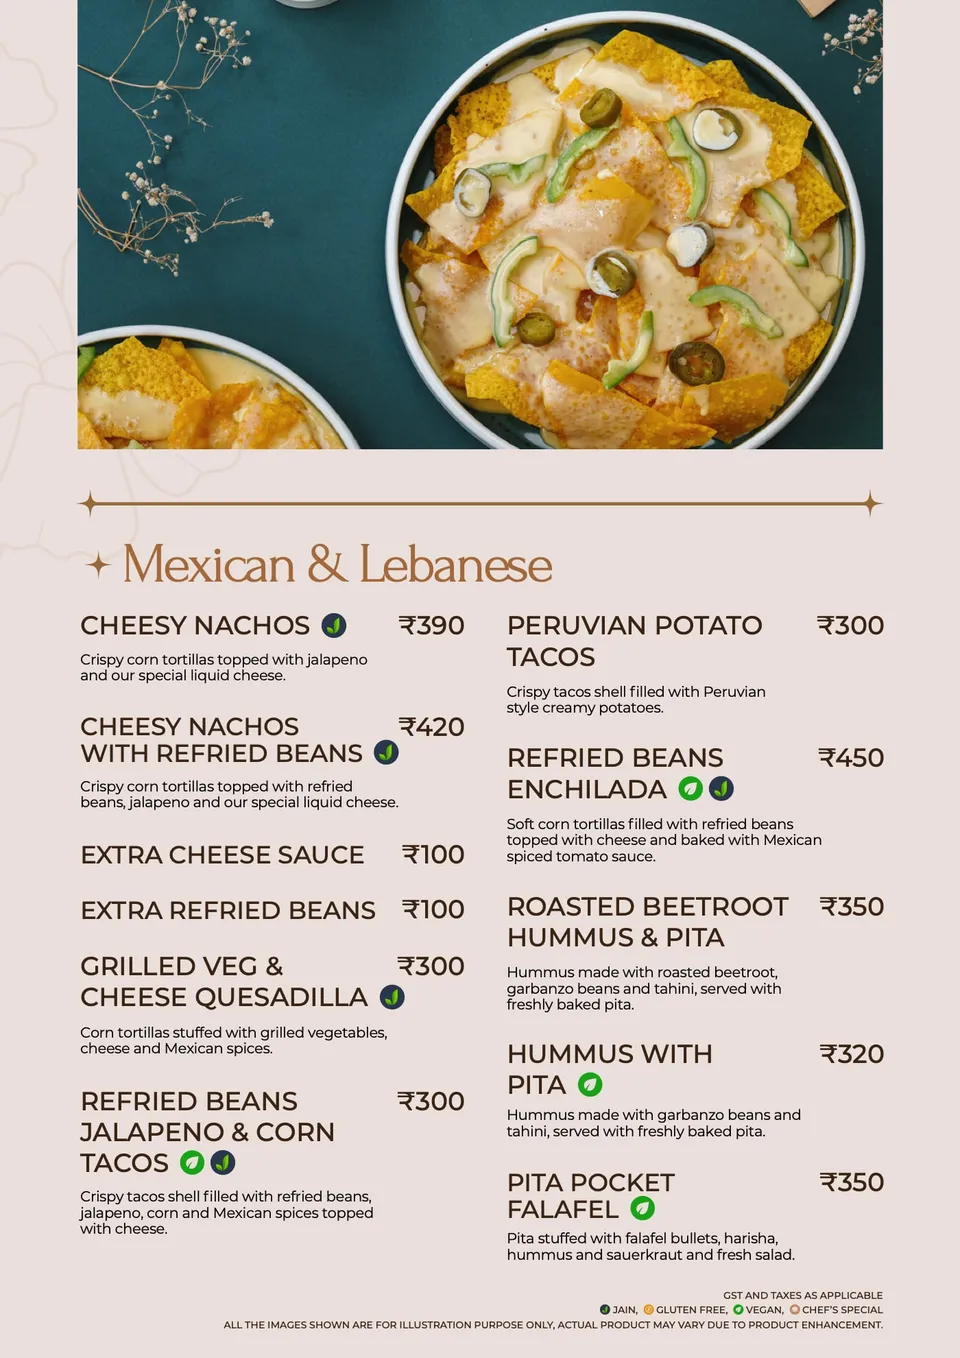 Mexican & Lebanese
CHEESY NACHOS ₹390
Crispy corn tortillas topped with jalapeno
and our special liquid cheese.
CHEESY NACHOS ₹420
WITH REFRIED BEANS
Crispy corn tortillas topped with refried
beans, jalapeno and our special liquid cheese.
EXTRA CHEESE SAUCE ₹100
EXTRA REFRIED BEANS ₹100
GRILLED VEG & ₹300
CHEESE QUESADILLA
Corn tortillas stuffed with grilled vegetables,
cheese and Mexican spices.
REFRIED BEANS ₹300
JALAPENO & CORN
TACOS
Crispy tacos shell filled with refried beans,
jalapeno, corn and Mexican spices topped
with cheese.
PERUVIAN POTATO ₹300
TACOS
Crispy tacos shell filled with Peruvian
style creamy potatoes.
REFRIED BEANS ₹450
ENCHILADA
Soft corn tortillas filled with refried beans
topped with cheese and baked with Mexican
spiced tomato sauce.
ROASTED BEETROOT ₹350
HUMMUS & PITA
Hummus made with roasted beetroot,
garbanzo beans and tahini, served with
freshly baked pita.
HUMMUS WITH ₹320
PITA
Hummus made with garbanzo beans and
tahini, served with freshly baked pita.
PITA POCKET ₹350
FALAFEL
Pita stuffed with falafel bullets, harisha,
hummus and sauerkraut and fresh salad.
GST AND TAXES AS APPLICABLE
JAIN, GLUTEN FREE, VEGAN, CHEF'S SPECIAL
ALL THE IMAGES SHOWN ARE FOR ILLUSTRATION PURPOSE ONLY, ACTUAL PRODUCT MAY VARY DUE TO PRODUCT ENHANCEMENT.